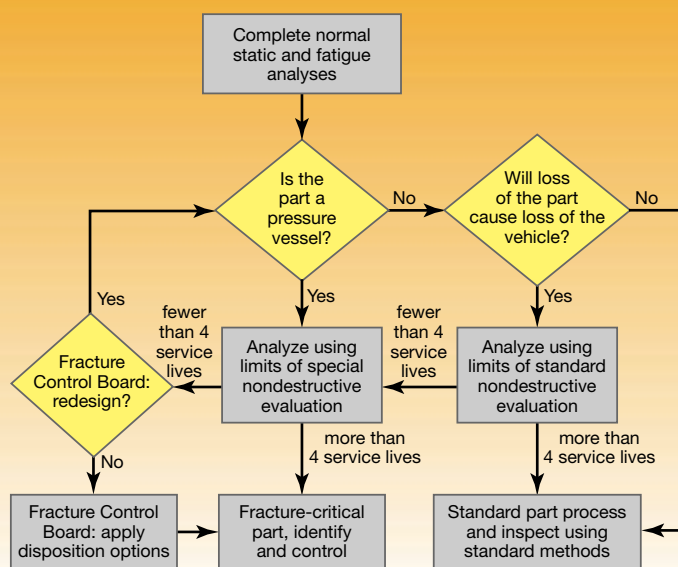 Complete normal
static and fatigue
analyses
Is the
part a
pressure
vessel?
No
Will loss
of the part
cause loss of the
vehicle?
No
Yes
Yes
Yes
fewer
than 4
service
lives
fewer
than 4
service
lives
Fracture
Control Board:
redesign?
Analyze using
limits of special
nondestructive
evaluation
Analyze using
limits of standard
nondestructive
evaluation
No
more than
4 service lives
more than
4 service lives
Fracture Control
Board: apply
disposition options
Fracture-critical
part, identify
and control
Standard part process
and inspect using
standard methods